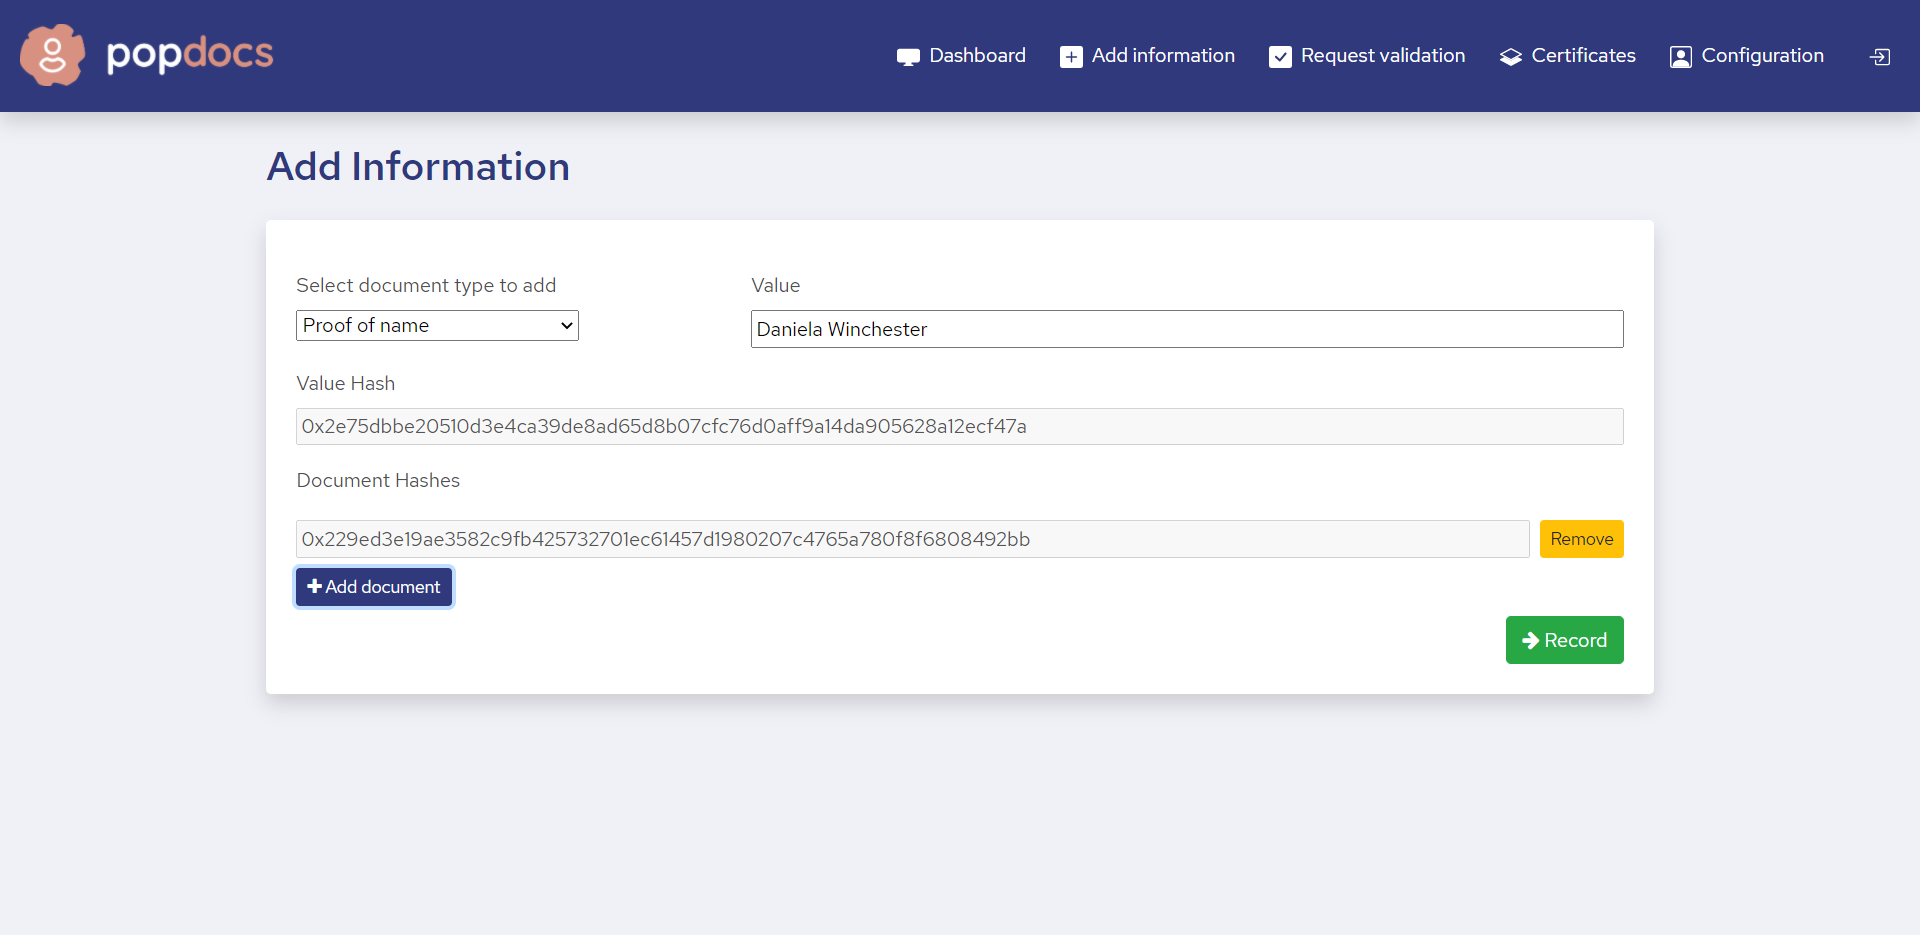 popdocs
Dashboard
Add information
Request validation
Certificates
Configuration
Add Information
Select document type to add
Value
Proof of name
Daniela Winchester
Value Hash
0x2e75dbbe20510d3e4ca39de8ad65d8b07cfc76d0aff9a14da905628a12ecf47a
Document Hashes
0x229ed3e19ae3582c9fb425732701ec61457d1980207c4765a780f8f6808492bb
Remove
Add document
Record